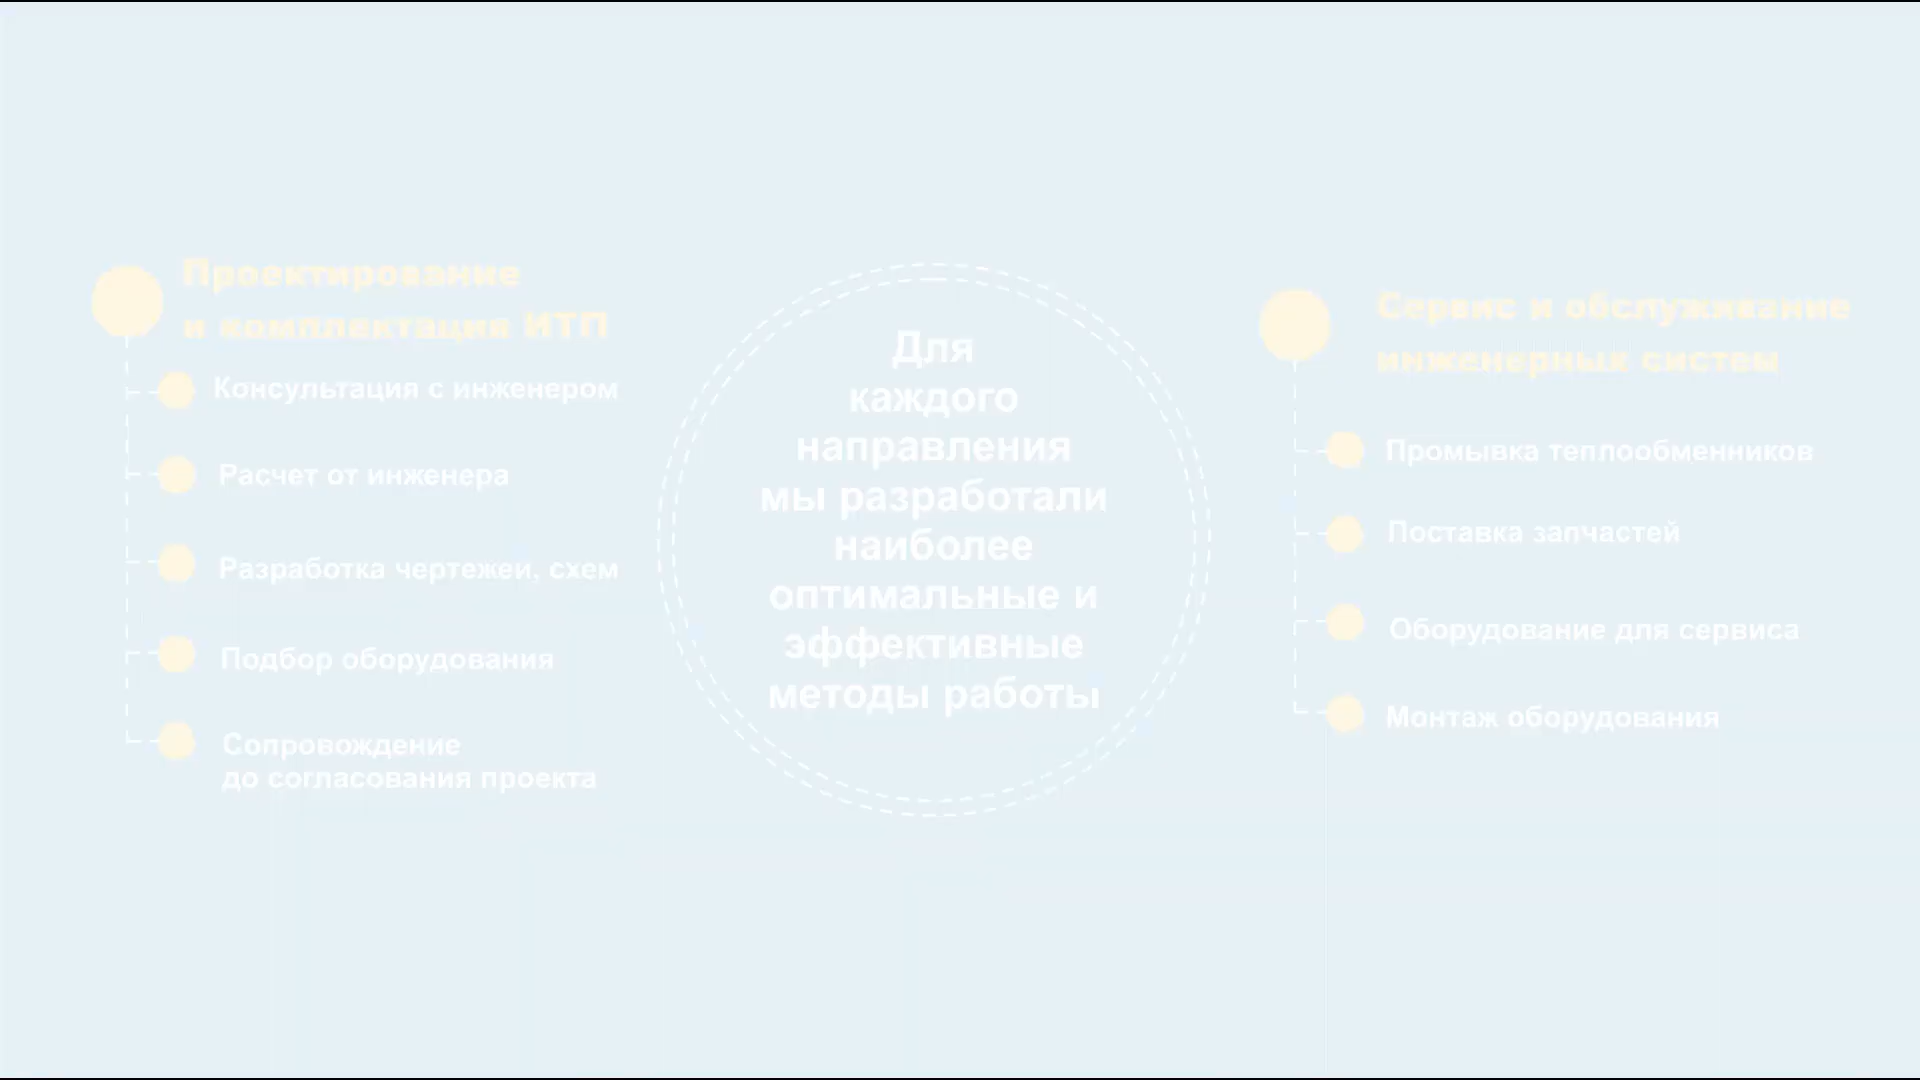 Проектирование
и комплектация ИТП
Консультация с инженером
Расчет от инженера
Разработка чертежеи, схем
Подбор оборудования
Сопровождение
до согласования проекта
Для
каждого
направления
мы разработали
наиболее
оптимальные и
эффективные
методы работы
Сервис и обслуживание
инженерных систем
Промывка теплообменников
Поставка запчастей
Оборудование для сервиса
Монтаж оборудования